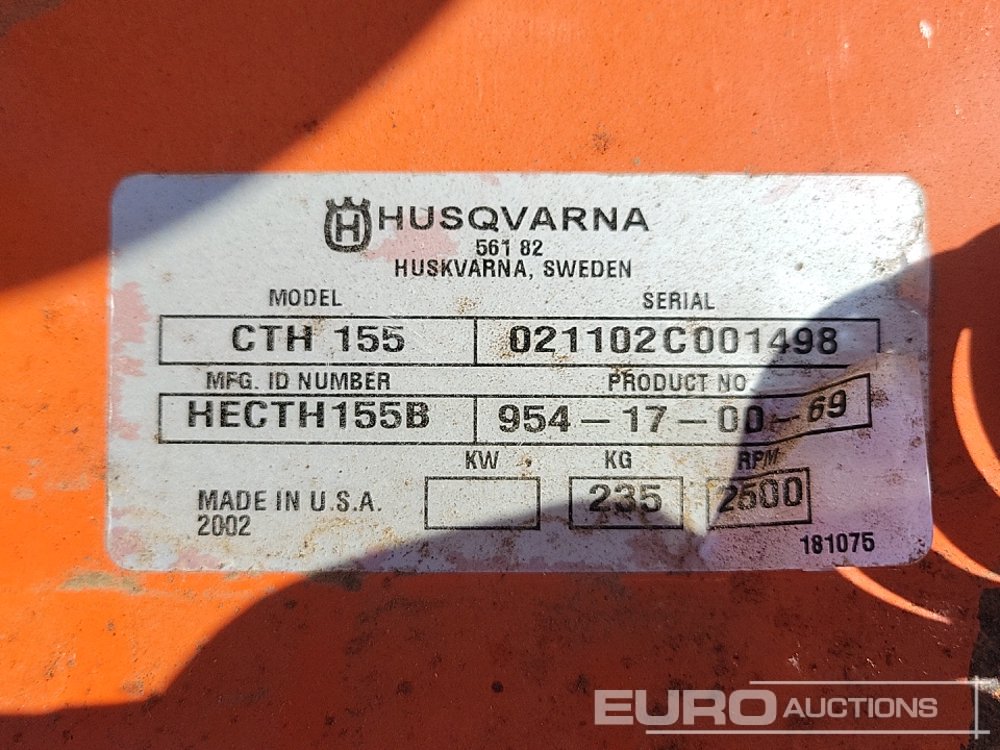 H HUSQVARNA
561 82
HUSKVARNA, SWEDEN
MODEL SERIAL
CTH 155 021102C001498
MFG. ID NUMBER PRODUCT NO.
HECTH155B 954-17-00-69
KW KG RPM
MADE IN U.S.A. 235 2500
2002
181075
EURO AUCTIONS